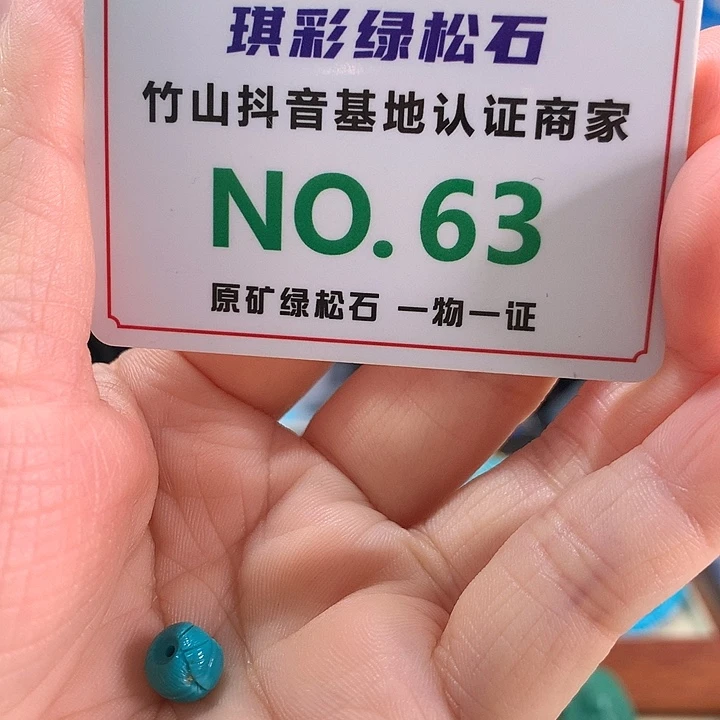 琪彩绿松石
竹山抖音基地认证商家
NO. 63
原矿绿松石 一物一证